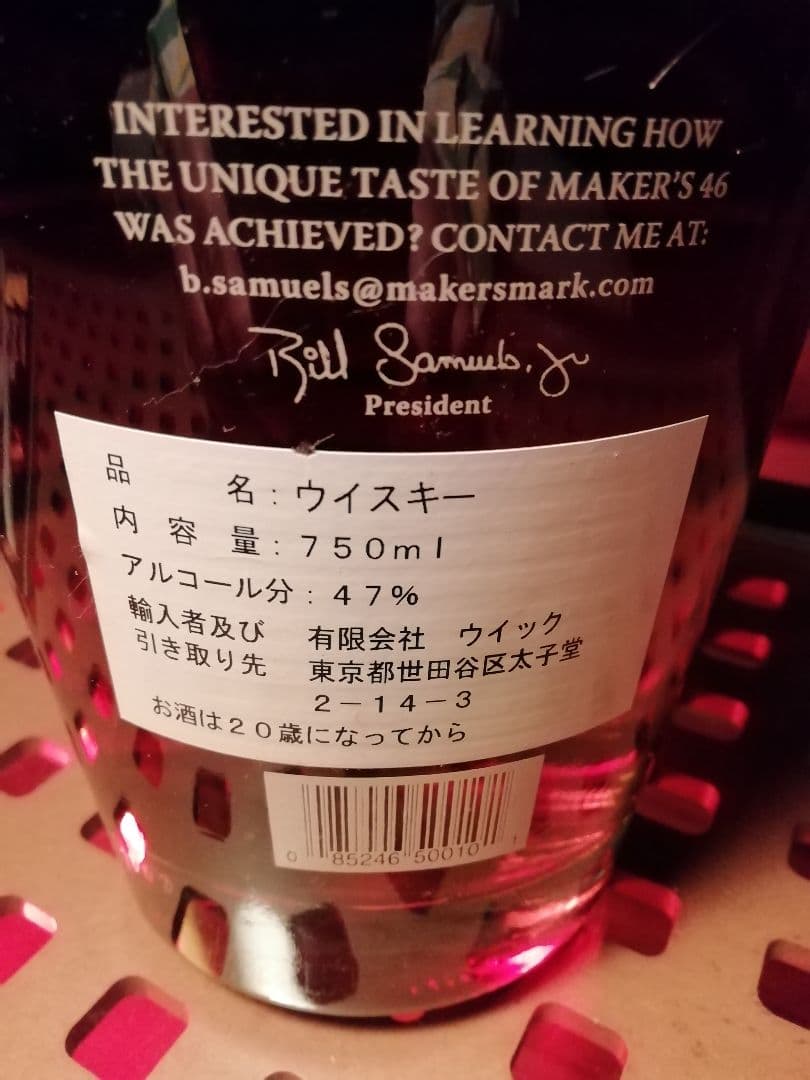 INTERESTED IN LEARNING HOW
THE UNIQUE TASTE OF MAKER'S 46
WAS ACHIEVED? CONTACT ME AT:
b.samuels@makersmark.com
Bill Samuels, Jr
President
品　　名：ウイスキー
内　容　量：７５０ｍｌ
アルコール分：４７％
輸入者及び　有限会社　ウイック
引き取り先　東京都世田谷区太子堂
２－１４－３
お酒は２０歳になってから
0 85246 50010 1